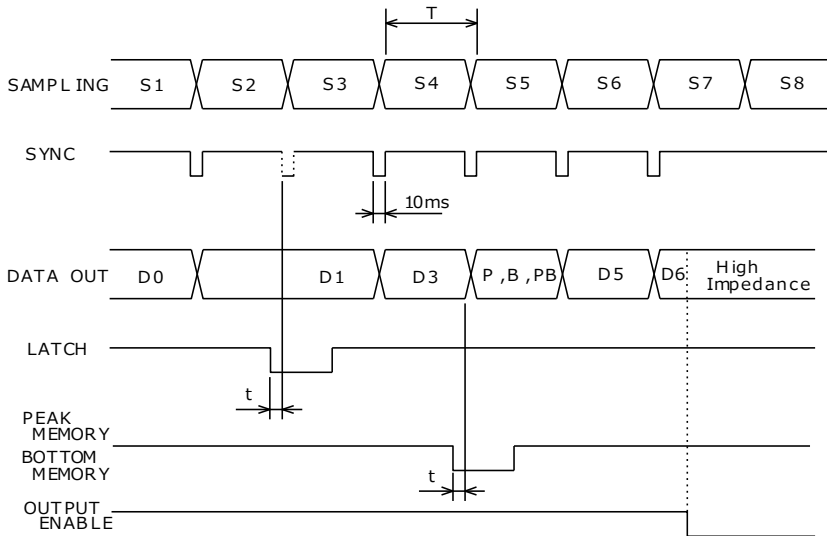 T
SAMPLING S1 S2 S3 S4 S5 S6 S7 S8
SYNC
10ms
DATA OUT D0 D1 D3 P,B,PB D5 D6 High
Impedance
LATCH
t
PEAK
MEMORY
BOTTOM
MEMORY
t
OUTPUT
ENABLE